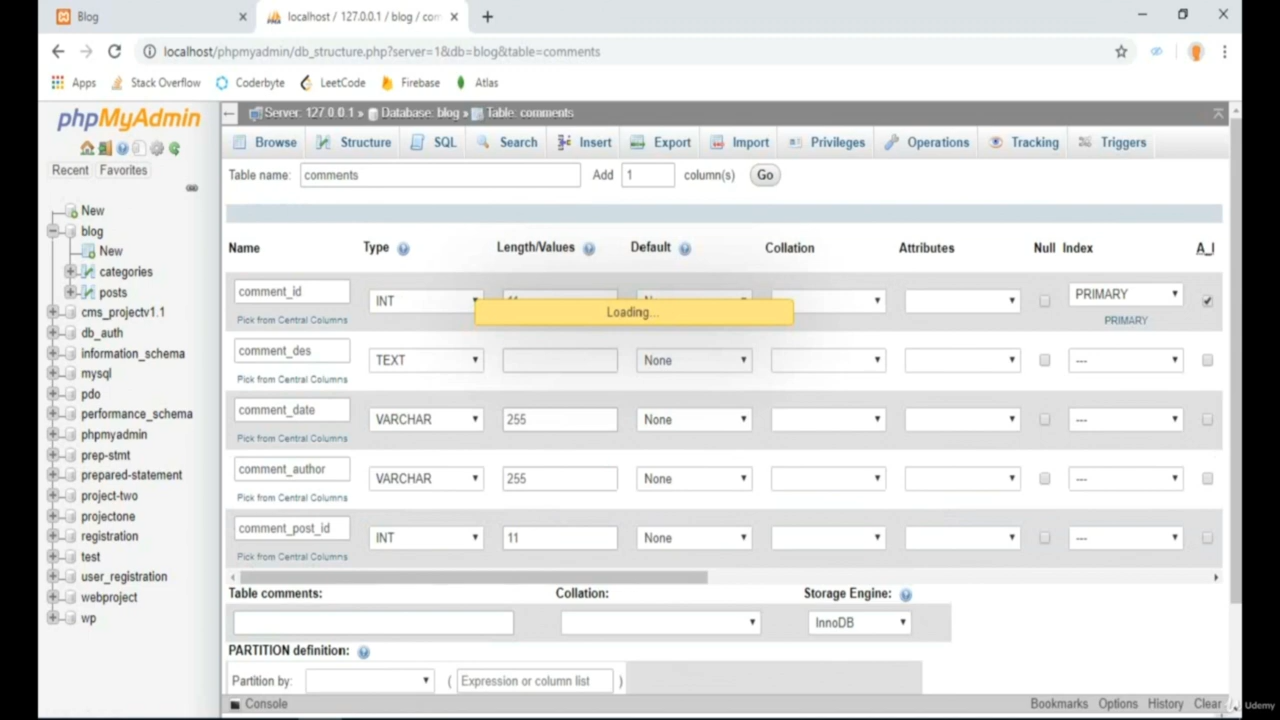 Blog
localhost / 127.0.0.1 / blog / com
localhost/phpmyadmin/db_structure.php?server=1&db=blog&table=comments
Apps Stack Overflow Coderbyte LeetCode Firebase Atlas
phpMyAdmin
Recent Favorites
New
blog
New
categories
posts
cms_projectv1.1
db_auth
information_schema
mysql
pdo
performance_schema
phpmyadmin
prep-stmt
prepared-statement
project-two
projectone
registration
test
user_registration
webproject
wp
Server: 127.0.0.1 » Database: blog » Table: comments
Browse Structure SQL Search Insert Export Import Privileges Operations Tracking Triggers
Table name: comments Add 1 column(s) Go
Name Type Length/Values Default Collation Attributes Null Index A_I
comment_id INT PRIMARY
Pick from Central Columns PRIMARY
Loading...
comment_des TEXT None ---
Pick from Central Columns
comment_date VARCHAR 255 None ---
Pick from Central Columns
comment_author VARCHAR 255 None ---
Pick from Central Columns
comment_post_id INT 11 None ---
Pick from Central Columns
Table comments: Collation: Storage Engine:
InnoDB
PARTITION definition:
Partition by: ( Expression or column list )
Console Bookmarks Options History Clear
Udemy